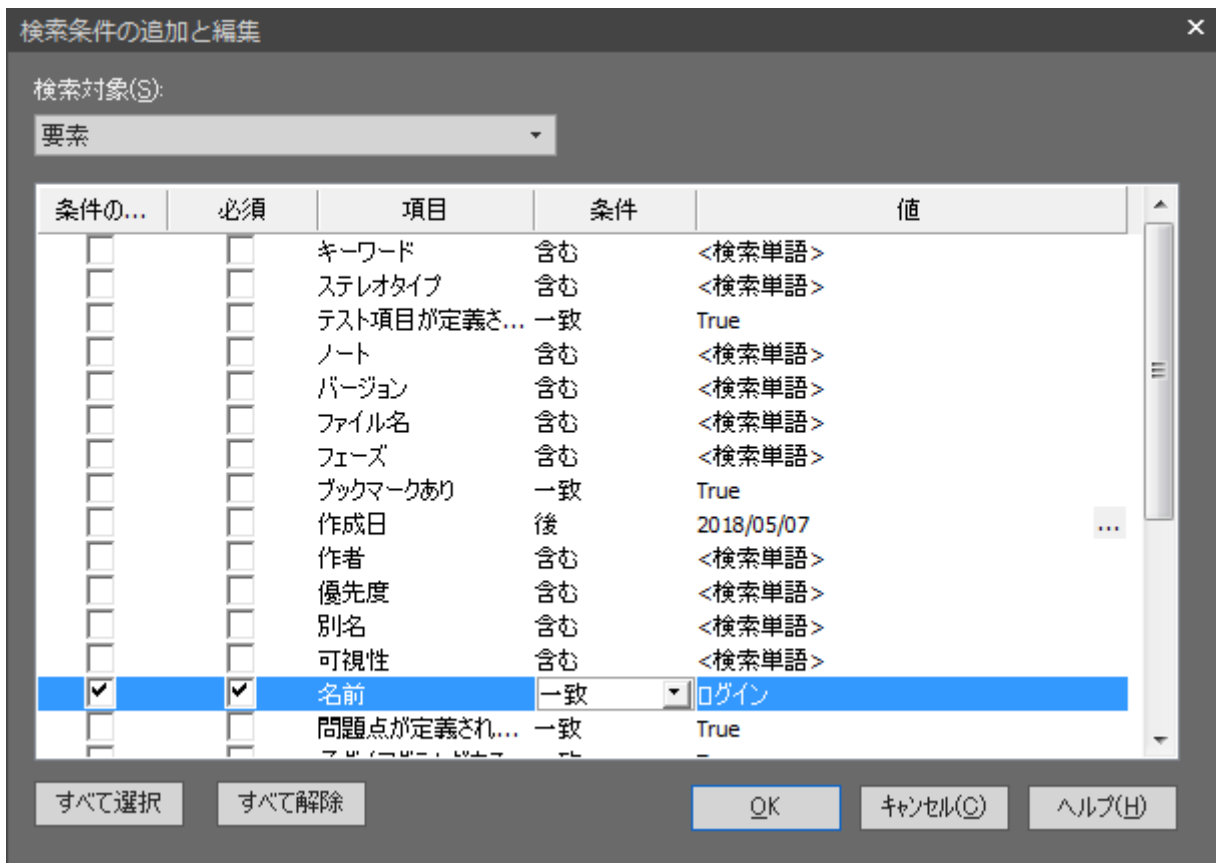 検索条件の追加と編集
検索対象(S):
要素
条件の... 必須 項目 条件 値
キーワード 含む <検索単語>
ステレオタイプ 含む <検索単語>
テスト項目が定義さ... 一致 True
ノート 含む <検索単語>
バージョン 含む <検索単語>
ファイル名 含む <検索単語>
フェーズ 含む <検索単語>
ブックマークあり 一致 True
作成日 後 2018/05/07 ...
作者 含む <検索単語>
優先度 含む <検索単語>
別名 含む <検索単語>
可視性 含む <検索単語>
名前 一致 ログイン
問題点が定義され... 一致 True
すべて選択 すべて解除 OK キャンセル(C) ヘルプ(H)